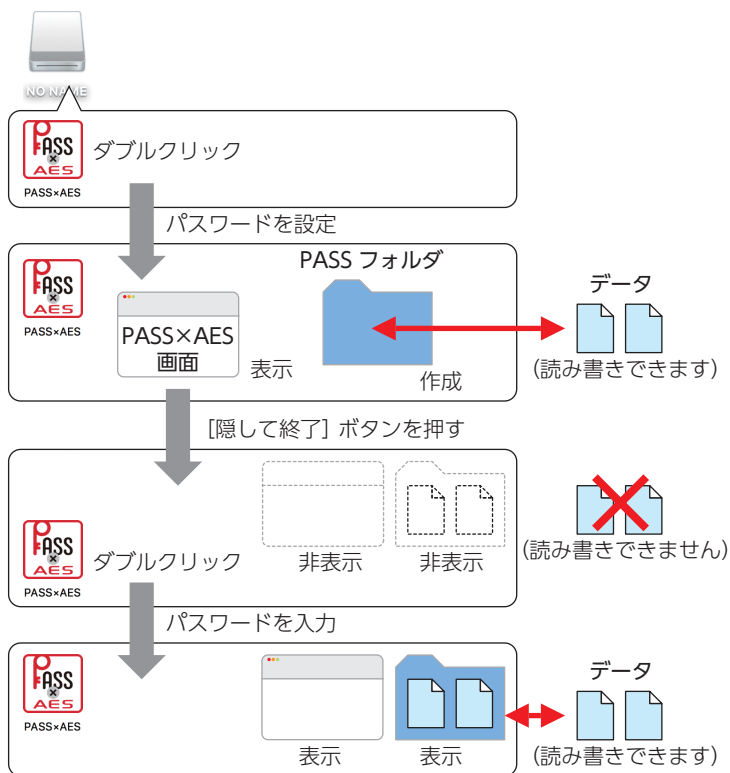 NO NAME
PASS
×
AES
ダブルクリック
PASS×AES
パスワードを設定
PASS フォルダ
PASS
×
AES
PASS×AES
PASS×AES
画面
表示
作成
データ
(読み書きできます)
[隠して終了] ボタンを押す
PASS
×
AES
PASS×AES
ダブルクリック
非表示
非表示
(読み書きできません)
パスワードを入力
PASS
×
AES
PASS×AES
表示
表示
データ
(読み書きできます)